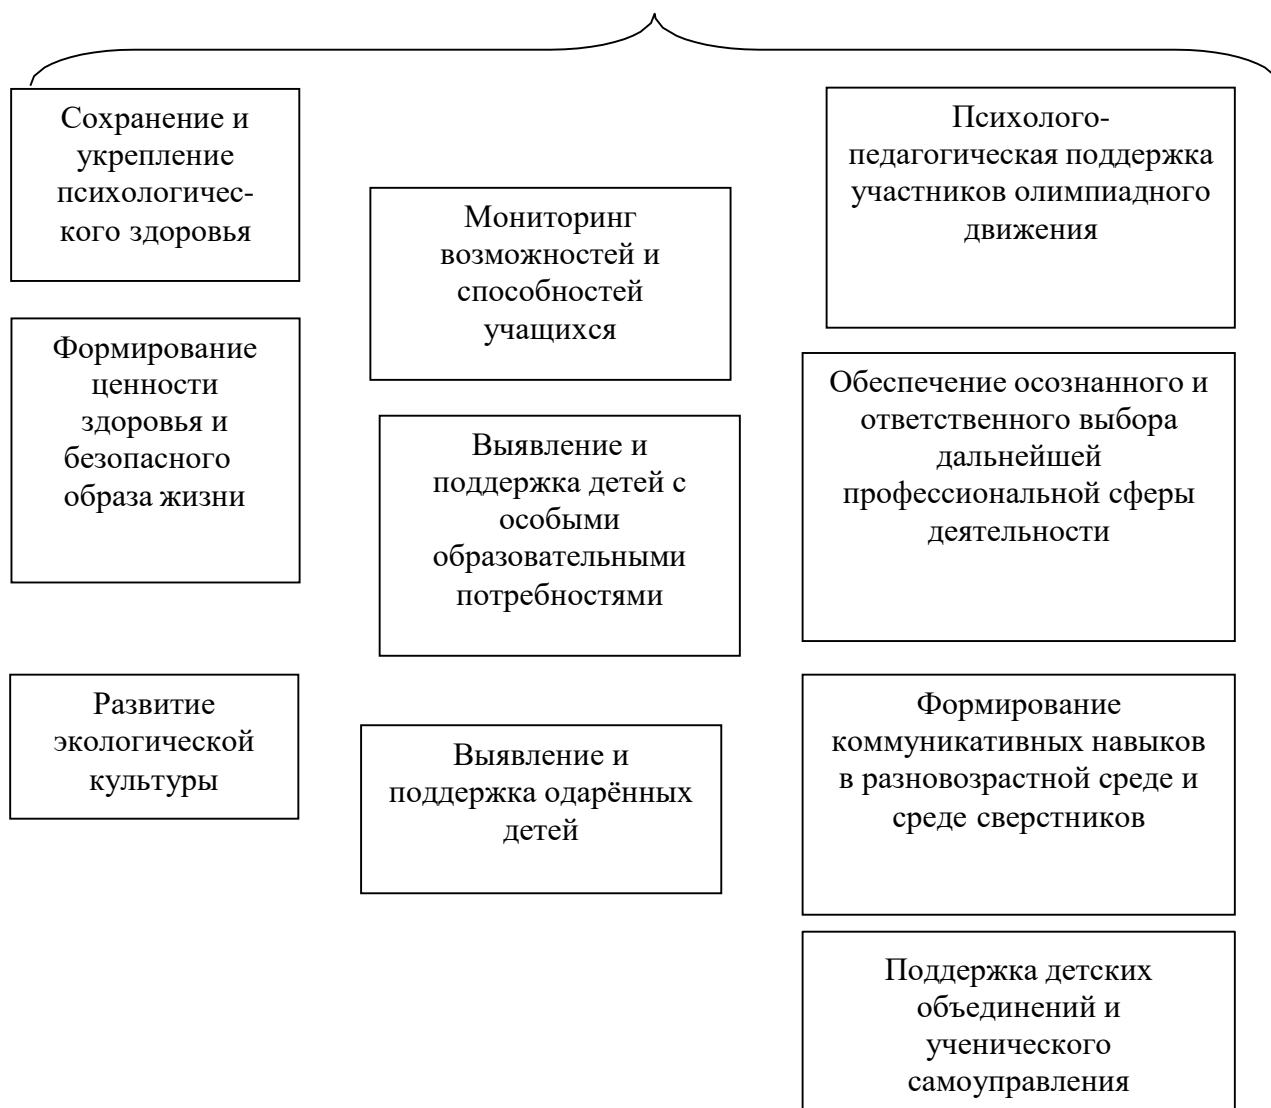 Сохранение и
укрепление
психологичес-
кого здоровья
Формирование
ценности
здоровья и
безопасного
образа жизни
Развитие
экологической
культуры
Мониторинг
возможностей и
способностей
учащихся
Выявление и
поддержка детей с
особыми
образовательными
потребностями
Выявление и
поддержка одарённых
детей
Психолого-
педагогическая поддержка
участников олимпиадного
движения
Обеспечение осознанного и
ответственного выбора
дальнейшей
профессиональной сферы
деятельности
Формирование
коммуникативных навыков
в разновозрастной среде и
среде сверстников
Поддержка детских
объединений и
ученического
самоуправления